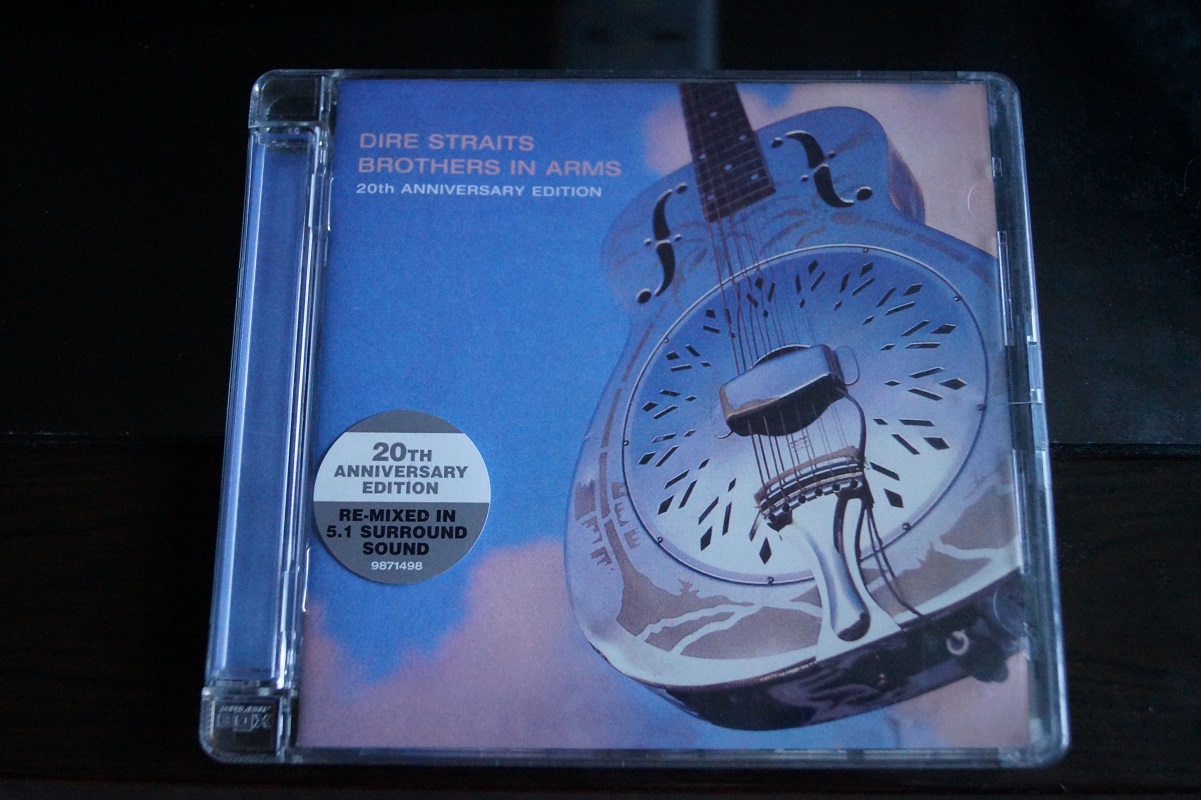 DIRE STRAITS
BROTHERS IN ARMS
20th ANNIVERSARY EDITION
20TH
ANNIVERSARY
EDITION
RE-MIXED IN
5.1 SURROUND
SOUND
9871498
BOX